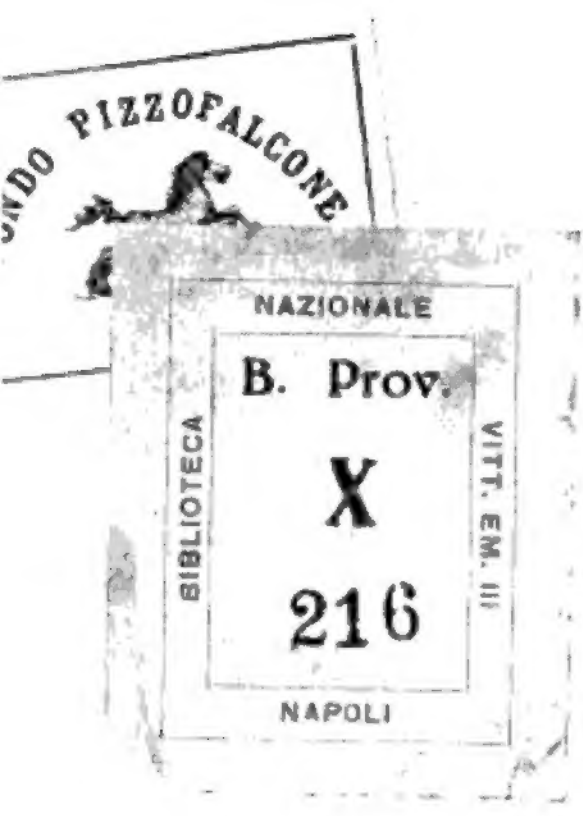 PIZZOFALCONE
NAZIONALE
BIBLIOTECA
B. Prov.
X
216
VITT. EM. III
NAPOLI